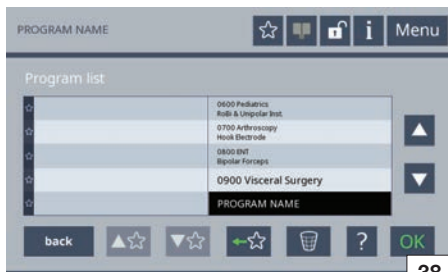 PROGRAM NAME
i
Menu
Program list
0600 Pediatrics
RoBi & Unipolar Inst.
0700 Arthroscopy
Hook Electrode
0800 ENT
Bipolar Forceps
0900 Visceral Surgery
PROGRAM NAME
back
?
OK
28